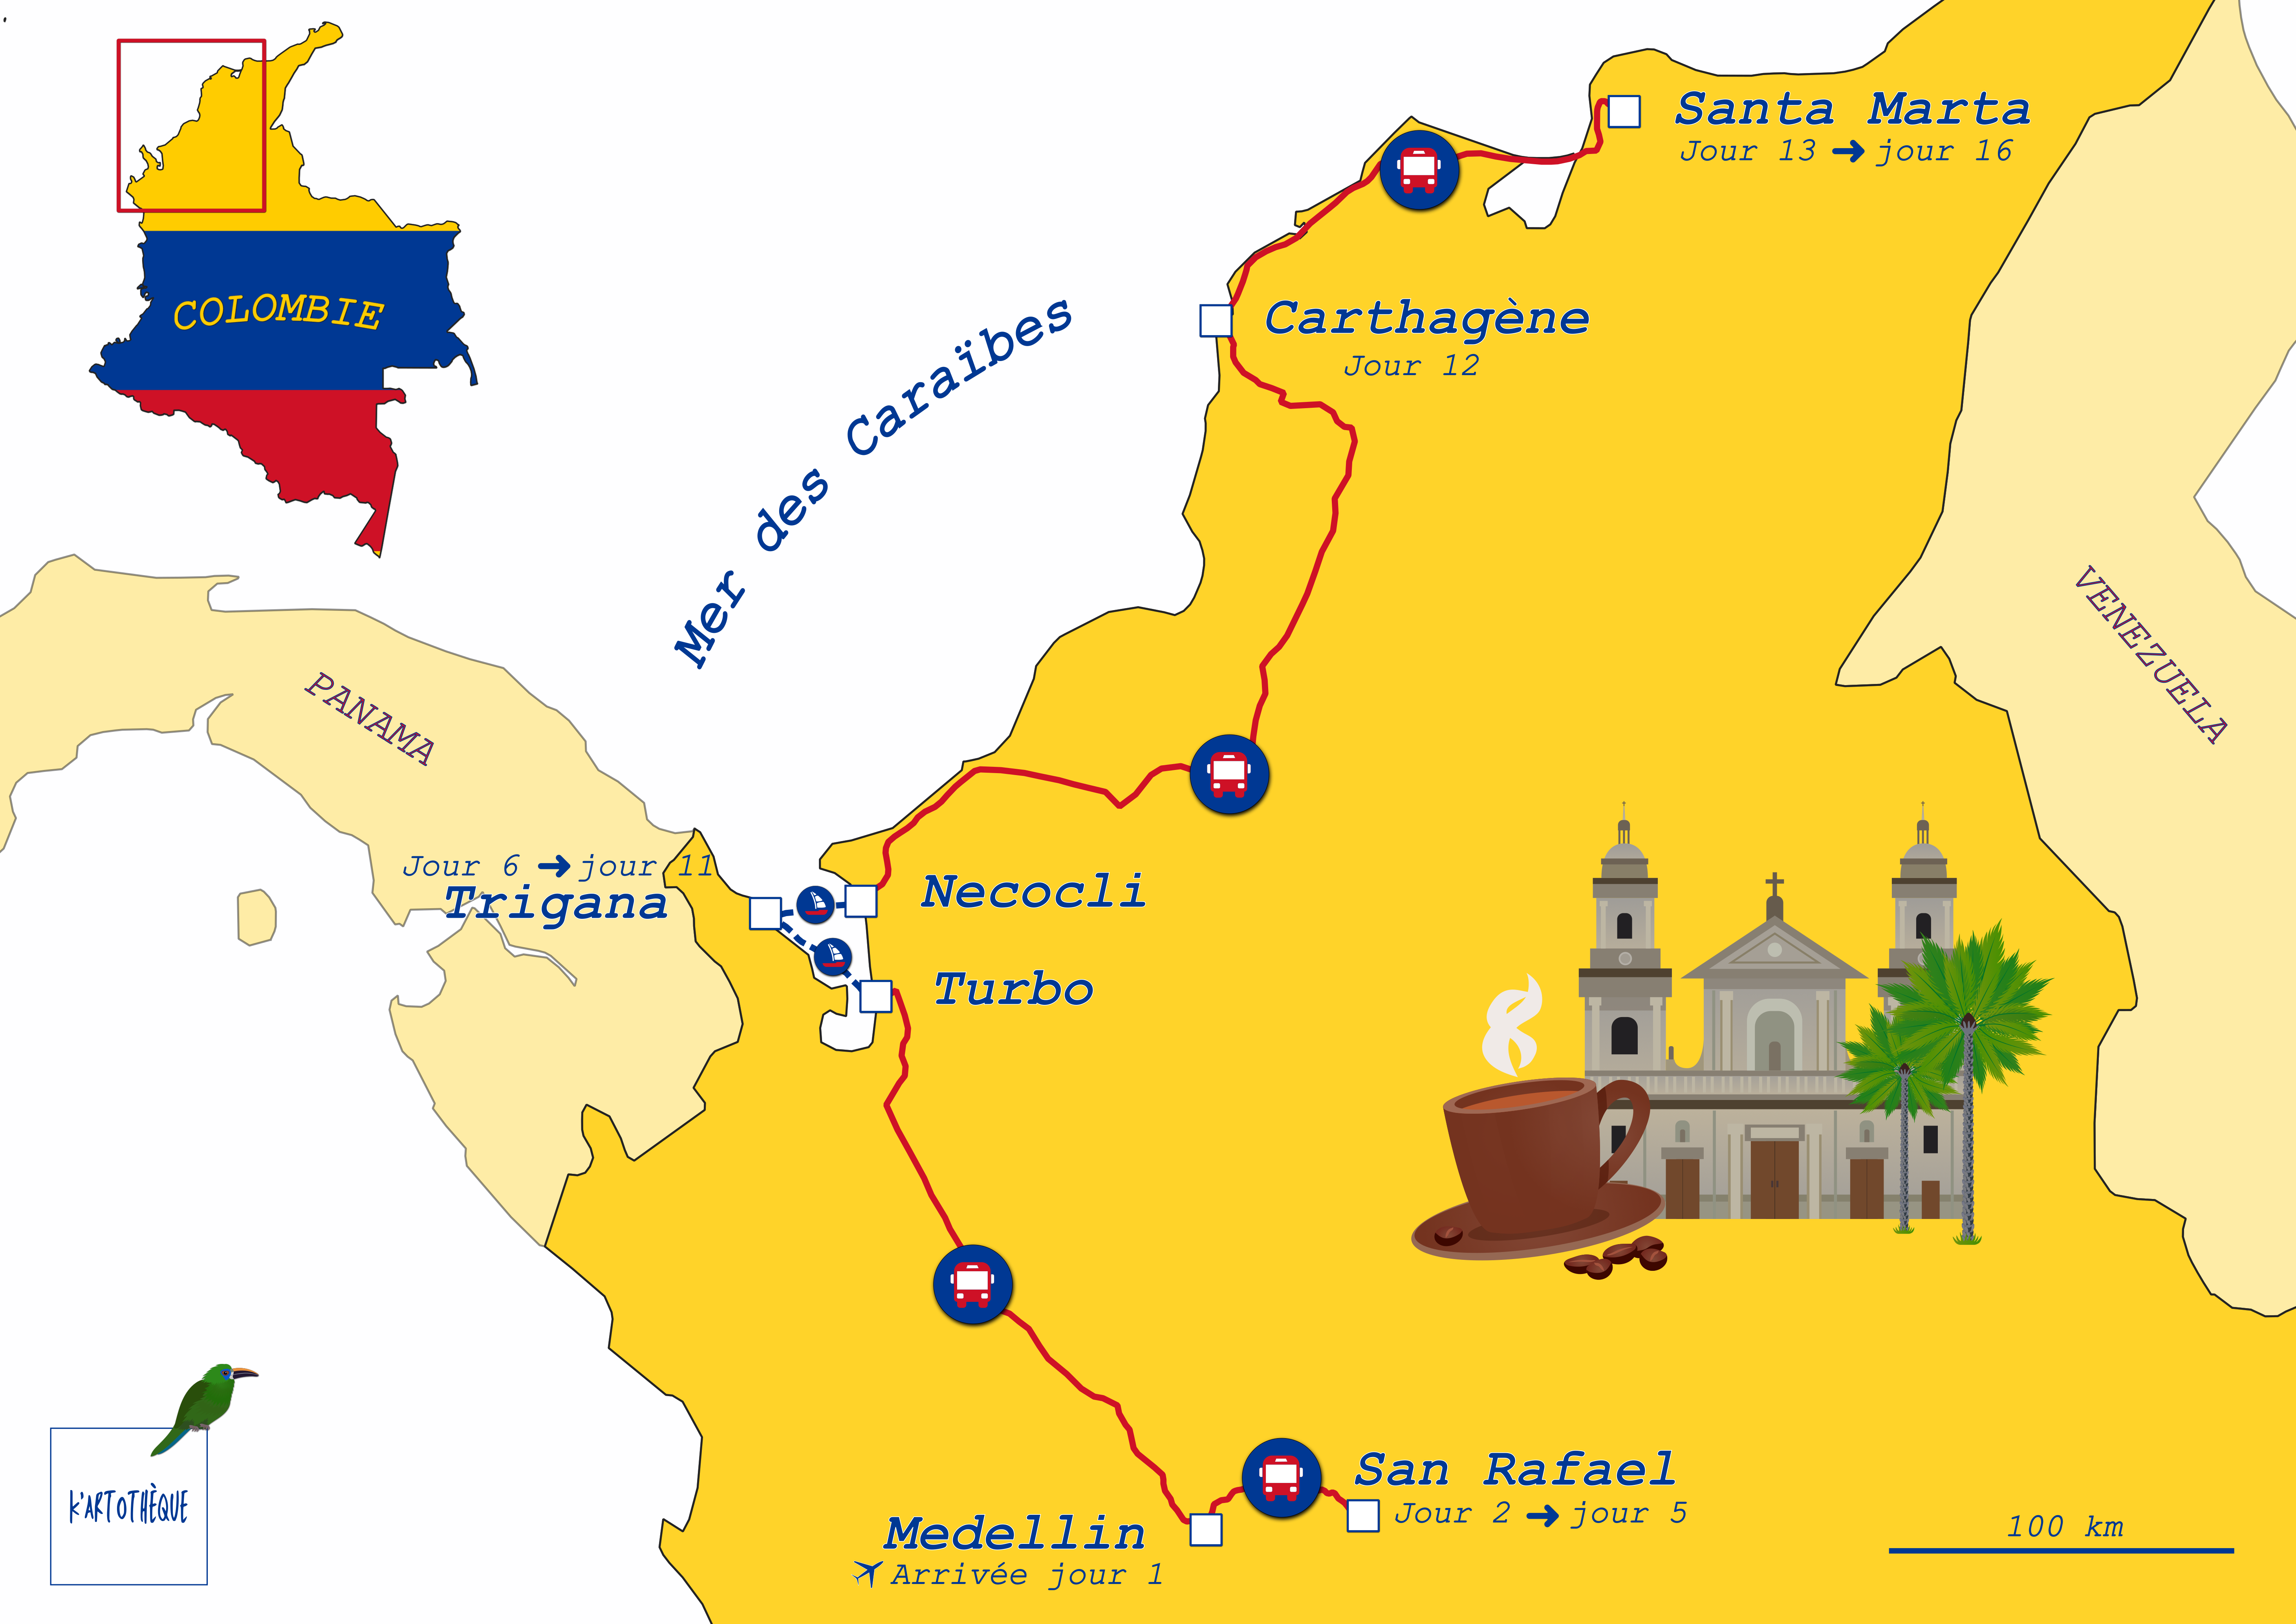 COLOMBIE
Santa Marta
Jour 13 ➜ jour 16
Carthagène
Jour 12
Mer des Caraïbes
PANAMA
VENEZUELA
Jour 6 ➜ jour 11
Trigana
Necocli
Turbo
San Rafael
Jour 2 ➜ jour 5
Medellin
Arrivée jour 1
100 km
K'ARTOTHÈQUE